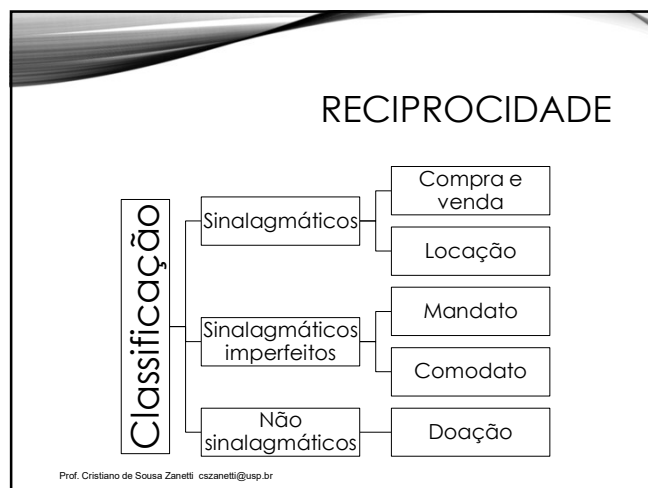 RECIPROCIDADE
Classificação
Sinalagmáticos
Compra e
venda
Locação
Sinalagmáticos
imperfeitos
Mandato
Comodato
Não
sinalagmáticos
Doação
Prof. Cristiano de Sousa Zanetti cszanetti@usp.br